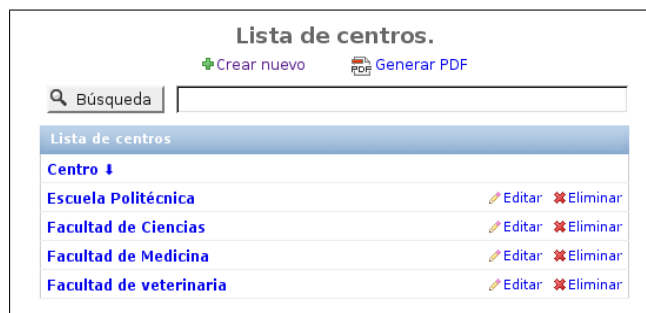 Lista de centros.
Crear nuevo PDF Generar PDF
Búsqueda
Lista de centros
Centro ⬇
Escuela Politécnica Editar Eliminar
Facultad de Ciencias Editar Eliminar
Facultad de Medicina Editar Eliminar
Facultad de veterinaria Editar Eliminar